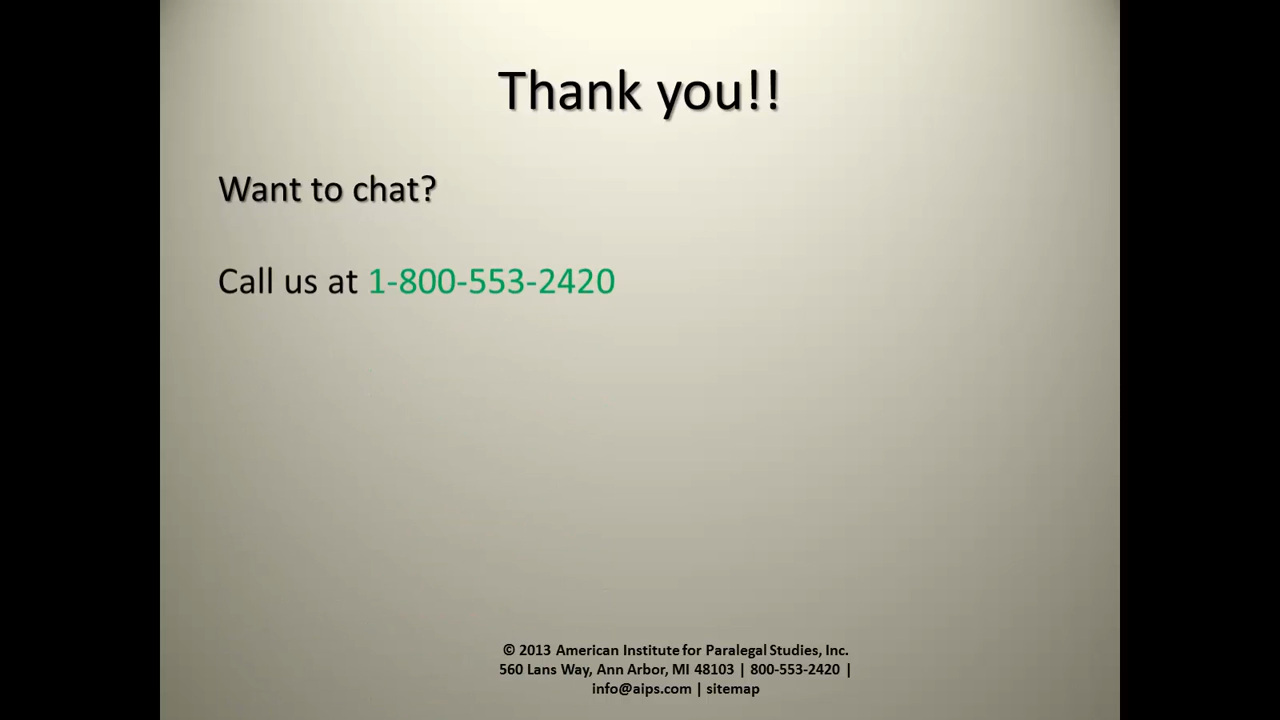 Thank you!!
Want to chat?
Call us at 1-800-553-2420
© 2013 American Institute for Paralegal Studies, Inc.
560 Lans Way, Ann Arbor, MI 48103 | 800-553-2420 |
info@aips.com | sitemap